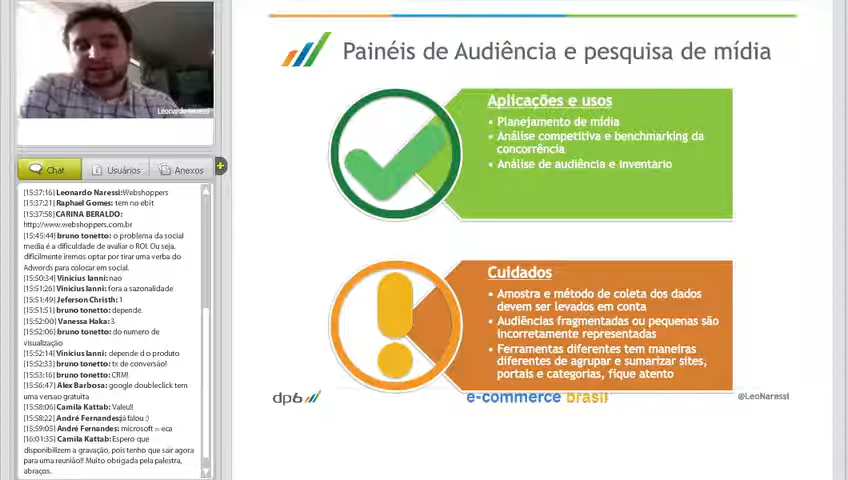 Leonardo Naressi
Chat
Usuários
Anexos
[15:37:16] Leonardo Naressi:Webshoppers
[15:37:21] Raphael Gomes: tem no ebit
[15:37:58] CARINA BERALDO:
http://www.webshoppers.com.br
[15:45:44] bruno tonetto: o problema da social
media é a dificuldade de avaliar o ROI. Ou seja,
dificilmente iremos optar por tirar uma verba do
Adwords para colocar em social.
[15:50:34] Vinicius Ianni: nao
[15:51:26] Vinicius Ianni: fora a sazonalidade
[15:51:49] Jeferson Christh: 1
[15:51:51] bruno tonetto: depende.
[15:52:00] Vanessa Haka: 3
[15:52:06] bruno tonetto: do numero de
visualização
[15:52:14] Vinicius Ianni: depende d o produto
[15:52:33] bruno tonetto: tx. de conversão!
[15:53:16] bruno tonetto: CRM!
[15:56:47] Alex Barbosa: google doubleclick tem
uma versao gratuita
[15:58:06] Camila Kattab: Valeu!!
[15:58:22] André Fernandes: já falou :)
[15:59:05] André Fernandes: microsoft = eca
[16:01:35] Camila Kattab: Espero que
disponibilizem a gravação, pois tenho que sair agora
para uma reunião!! Muito obrigada pela palestra,
abraços..
Painéis de Audiência e pesquisa de mídia
Aplicações e usos
• Planejamento de mídia
• Análise competitiva e benchmarking da
concorrência
• Análise de audiência e inventário
Cuidados
• Amostra e método de coleta dos dados
devem ser levados em conta
• Audiências fragmentadas ou pequenas são
incorretamente representadas
• Ferramentas diferentes tem maneiras
diferentes de agrupar e sumarizar sites,
portais e categorias, fique atento
dp6
e-commerce brasil
@LeoNaressi